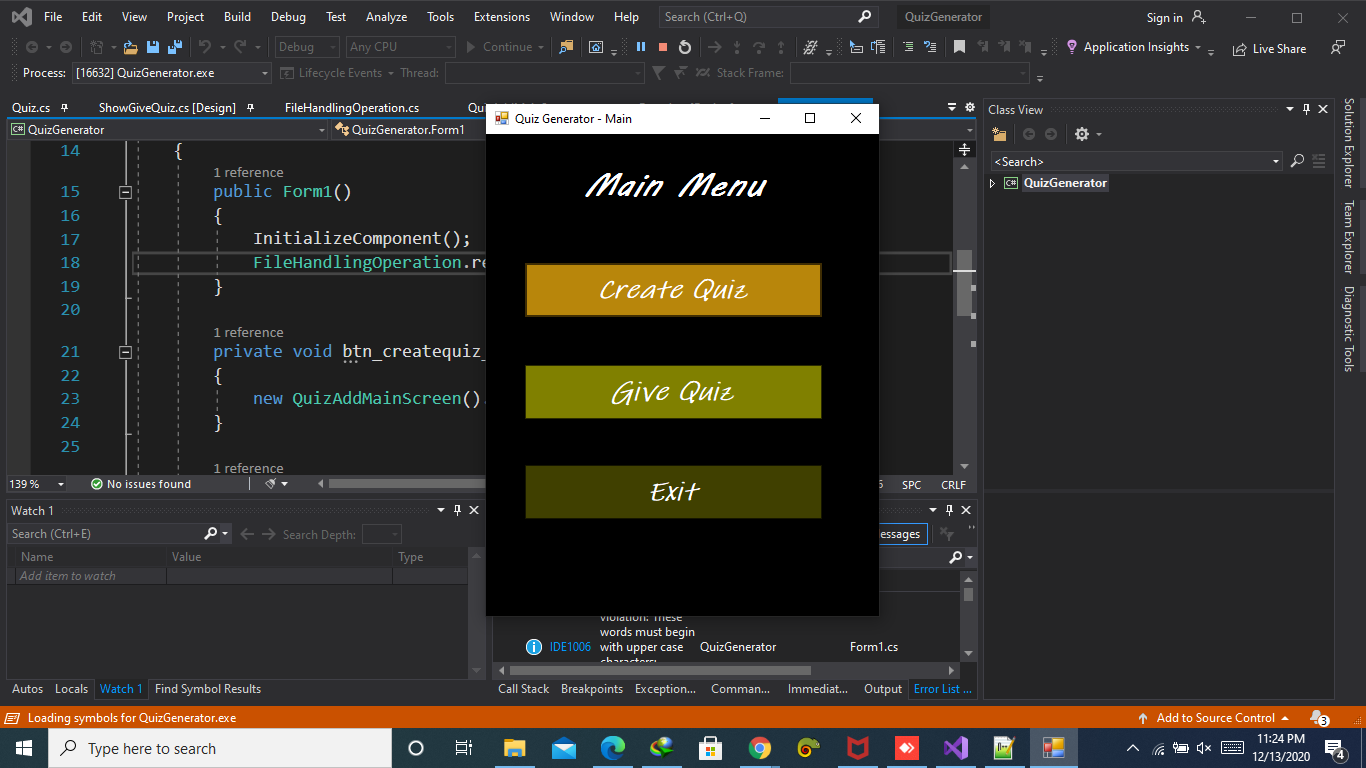 File Edit View Project Build Debug Test Analyze Tools Extensions Window Help Search (Ctrl+Q) QuizGenerator Sign in
Debug Any CPU Continue Application Insights Live Share
Process: [16632] QuizGenerator.exe Lifecycle Events Thread: Stack Frame:
Quiz.cs ShowGiveQuiz.cs [Design] FileHandlingOperation.cs
QuizGenerator QuizGenerator.Form1
14 {
1 reference
15 public Form1()
16 {
17 InitializeComponent();
18 FileHandlingOperation.re
19 }
20
1 reference
21 private void btn_createquiz_
22 {
23 new QuizAddMainScreen()
24 }
25
1 reference
139 % No issues found SPC CRLF
Quiz Generator - Main
Main Menu
Create Quiz
Give Quiz
Exit
Class View
<Search>
QuizGenerator
Solution Explorer
Team Explorer
Diagnostic Tools
Watch 1
Search (Ctrl+E) Search Depth:
Name Value Type
Add item to watch
essages
violation: These
words must begin
IDE1006 with upper case QuizGenerator Form1.cs
characters:
Autos Locals Watch 1 Find Symbol Results
Call Stack Breakpoints Exception... Comman... Immediat... Output Error List ...
Loading symbols for QuizGenerator.exe Add to Source Control 3
Type here to search
11:24 PM
12/13/2020
4